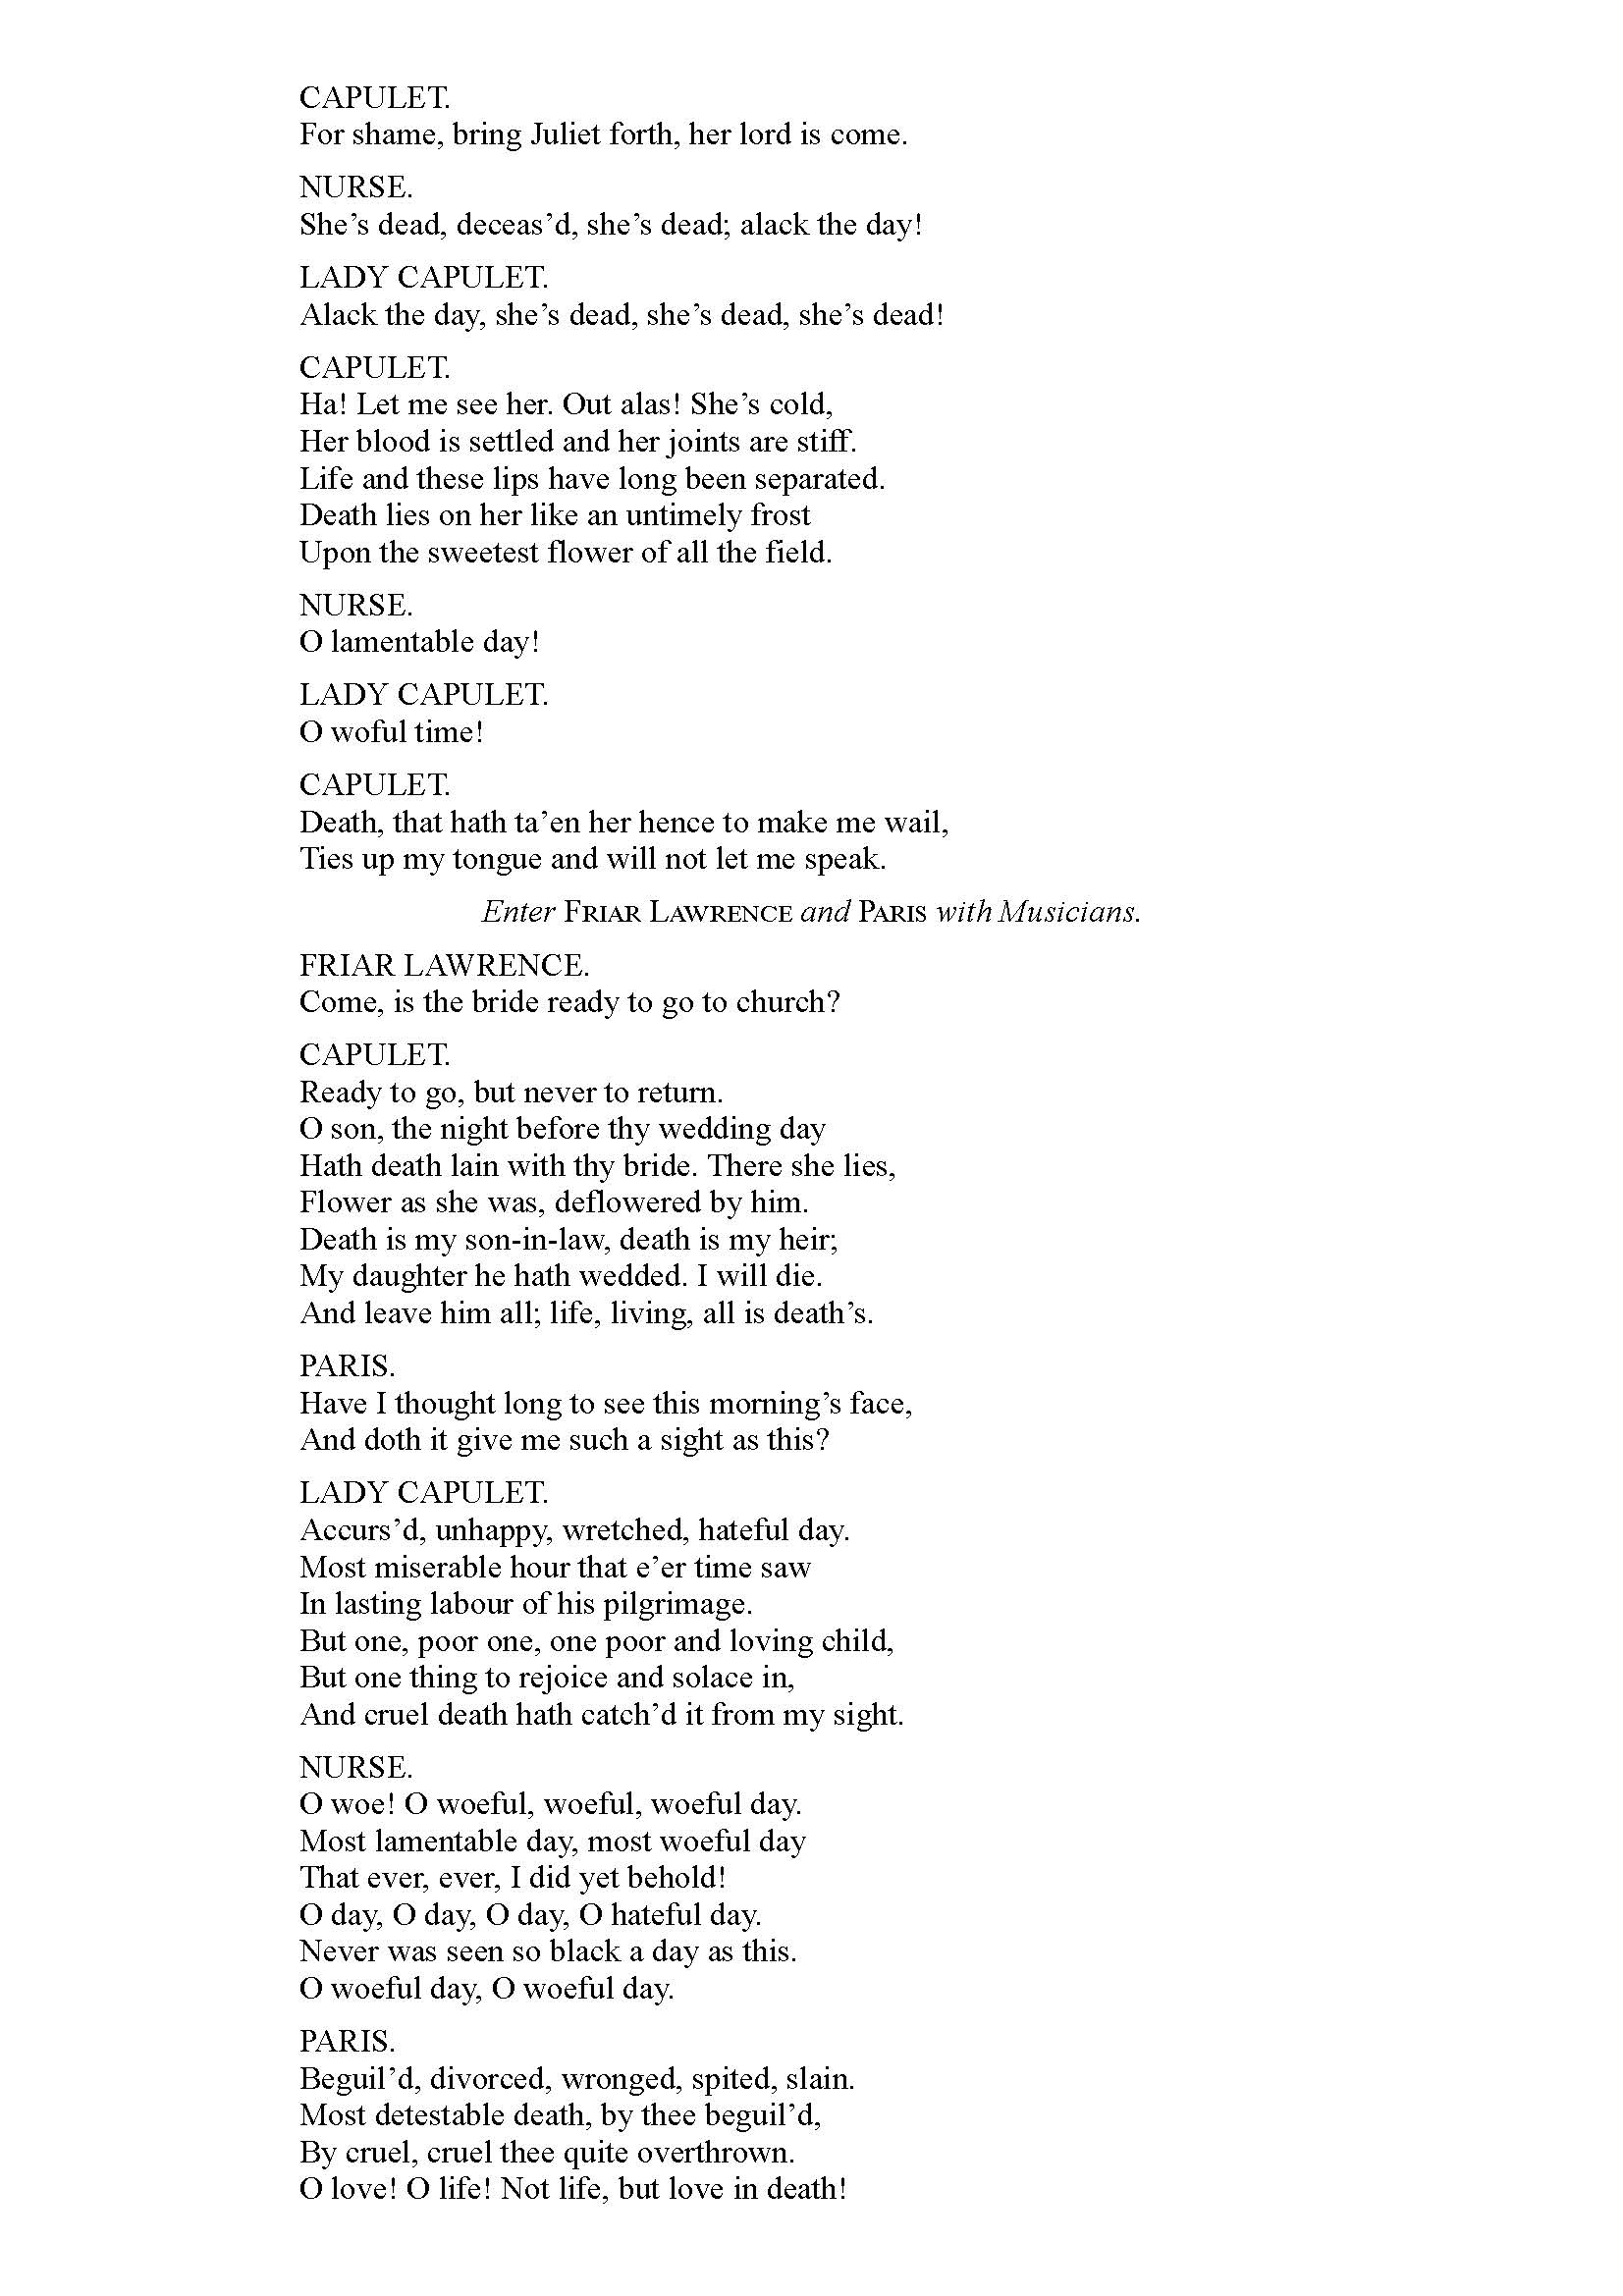 CAPULET.
For shame, bring Juliet forth, her lord is come.
NURSE.
She’s dead, deceas’d, she’s dead; alack the day!
LADY CAPULET.
Alack the day, she’s dead, she’s dead, she’s dead!
CAPULET.
Ha! Let me see her. Out alas! She’s cold,
Her blood is settled and her joints are stiff.
Life and these lips have long been separated.
Death lies on her like an untimely frost
Upon the sweetest flower of all the field.
NURSE.
O lamentable day!
LADY CAPULET.
O woful time!
CAPULET.
Death, that hath ta’en her hence to make me wail,
Ties up my tongue and will not let me speak.
Enter Friar Lawrence and Paris with Musicians.
FRIAR LAWRENCE.
Come, is the bride ready to go to church?
CAPULET.
Ready to go, but never to return.
O son, the night before thy wedding day
Hath death lain with thy bride. There she lies,
Flower as she was, deflowered by him.
Death is my son-in-law, death is my heir;
My daughter he hath wedded. I will die.
And leave him all; life, living, all is death’s.
PARIS.
Have I thought long to see this morning’s face,
And doth it give me such a sight as this?
LADY CAPULET.
Accurs’d, unhappy, wretched, hateful day.
Most miserable hour that e’er time saw
In lasting labour of his pilgrimage.
But one, poor one, one poor and loving child,
But one thing to rejoice and solace in,
And cruel death hath catch’d it from my sight.
NURSE.
O woe! O woeful, woeful, woeful day.
Most lamentable day, most woeful day
That ever, ever, I did yet behold!
O day, O day, O day, O hateful day.
Never was seen so black a day as this.
O woeful day, O woeful day.
PARIS.
Beguil’d, divorced, wronged, spited, slain.
Most detestable death, by thee beguil’d,
By cruel, cruel thee quite overthrown.
O love! O life! Not life, but love in death!